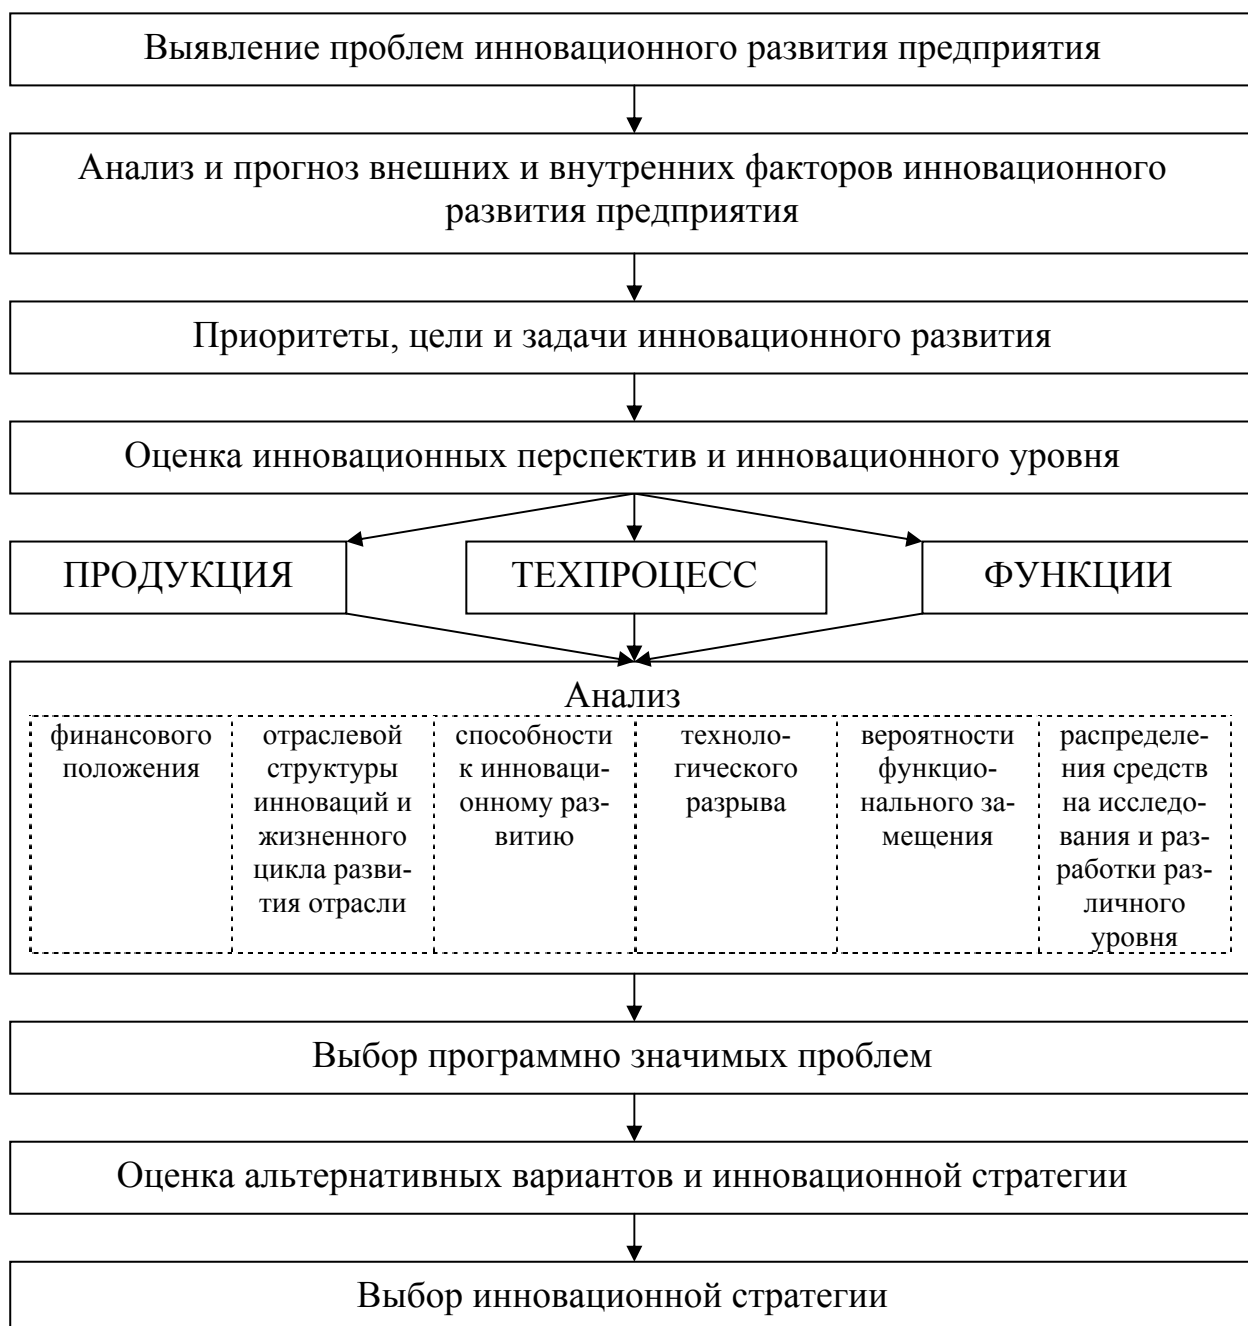 Выявление проблем инновационного развития предприятия
Анализ и прогноз внешних и внутренних факторов инновационного
развития предприятия
Приоритеты, цели и задачи инновационного развития
Оценка инновационных перспектив и инновационного уровня
ПРОДУКЦИЯ
ТЕХПРОЦЕСС
ФУНКЦИИ
Анализ
финансового
положения
отраслевой
структуры
инноваций и
жизненного
цикла разви-
тия отрасли
способности
к инноваци-
онному раз-
витию
техноло-
гического
разрыва
вероятности
функцио-
нального за-
мещения
распределе-
ния средств
на исследо-
вания и раз-
работки раз-
личного
уровня
Выбор программно значимых проблем
Оценка альтернативных вариантов и инновационной стратегии
Выбор инновационной стратегии